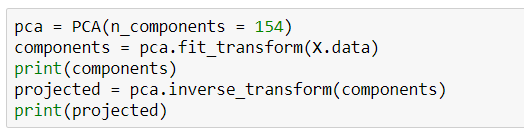 pca = PCA(n_components = 154)
components = pca.fit_transform(X.data)
print(components)
projected = pca.inverse_transform(components)
print(projected)